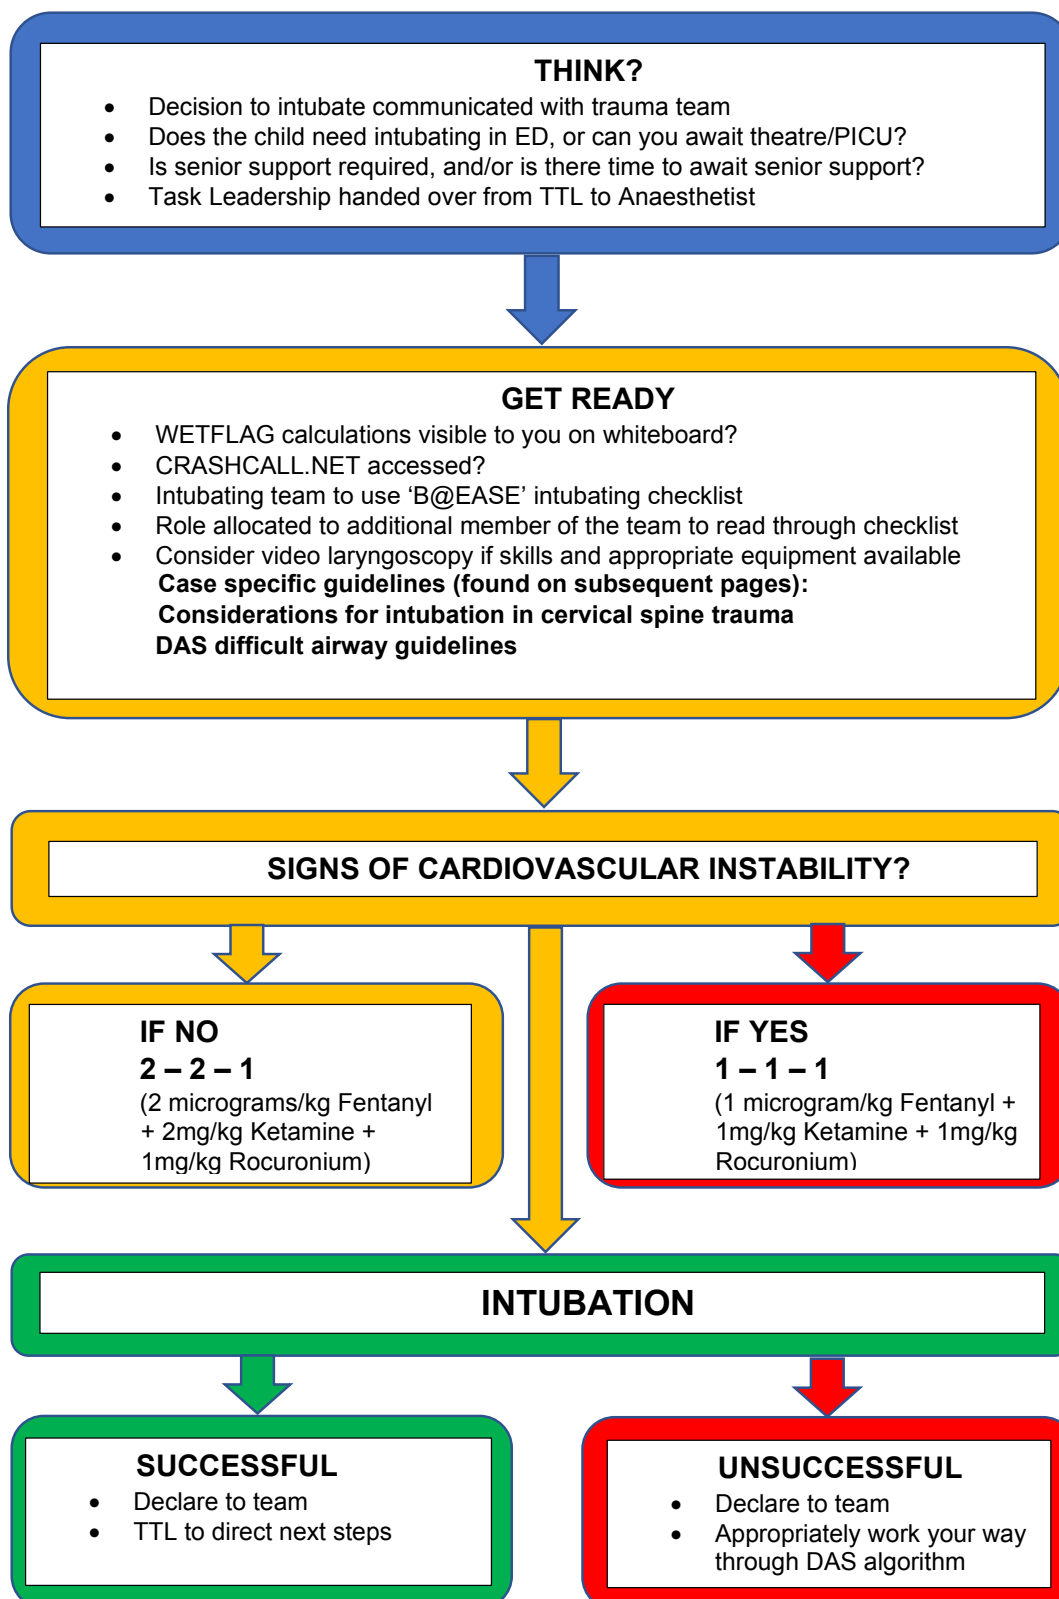 THINK?
• Decision to intubate communicated with trauma team
• Does the child need intubating in ED, or can you await theatre/PICU?
• Is senior support required, and/or is there time to await senior support?
• Task Leadership handed over from TTL to Anaesthetist
GET READY
• WETFLAG calculations visible to you on whiteboard?
• CRASHCALL.NET accessed?
• Intubating team to use ‘B@EASE’ intubating checklist
• Role allocated to additional member of the team to read through checklist
• Consider video laryngoscopy if skills and appropriate equipment available
Case specific guidelines (found on subsequent pages):
Considerations for intubation in cervical spine trauma
DAS difficult airway guidelines
SIGNS OF CARDIOVASCULAR INSTABILITY?
IF NO
2 – 2 – 1
(2 micrograms/kg Fentanyl
+ 2mg/kg Ketamine +
1mg/kg Rocuronium)
IF YES
1 – 1 – 1
(1 microgram/kg Fentanyl +
1mg/kg Ketamine + 1mg/kg
Rocuronium)
INTUBATION
SUCCESSFUL
• Declare to team
• TTL to direct next steps
UNSUCCESSFUL
• Declare to team
• Appropriately work your way
through DAS algorithm